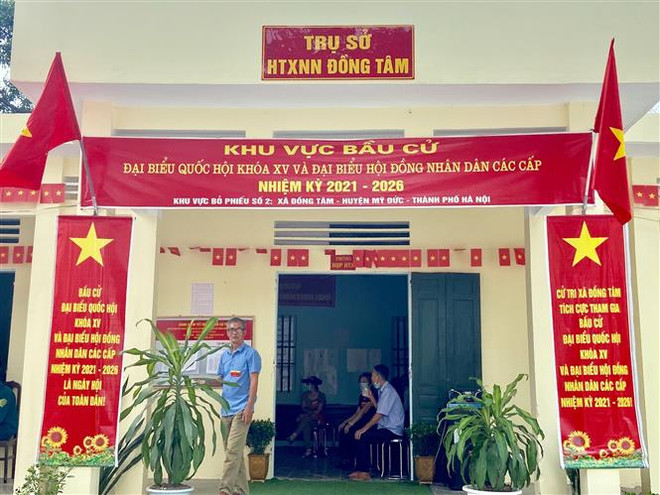 TRỤ SỞ
HTXNN ĐỒNG TÂM
KHU VỰC BẦU CỬ
ĐẠI BIỂU QUỐC HỘI KHÓA XV VÀ ĐẠI BIỂU HỘI ĐỒNG NHÂN DÂN CÁC CẤP
NHIỆM KỲ 2021 - 2026
KHU VỰC BỎ PHIẾU SỐ 2: XÃ ĐỒNG TÂM - HUYỆN MỸ ĐỨC - THÀNH PHỐ HÀ NỘI
BẦU CỬ
ĐẠI BIỂU QUỐC HỘI
KHÓA XV
VÀ ĐẠI BIỂU
HỘI ĐỒNG
NHÂN DÂN CÁC CẤP
NHIỆM KỲ 2021 - 2026
LÀ NGÀY HỘI
CỦA TOÀN DÂN!
PHÒNG
HỌP HTX
CỬ TRI XÃ ĐỒNG TÂM
TÍCH CỰC THAM GIA
BẦU CỬ
ĐẠI BIỂU QUỐC HỘI
KHÓA XV
VÀ ĐẠI BIỂU
HỘI ĐỒNG
NHÂN DÂN CÁC CẤP
NHIỆM KỲ 2021 - 2026!